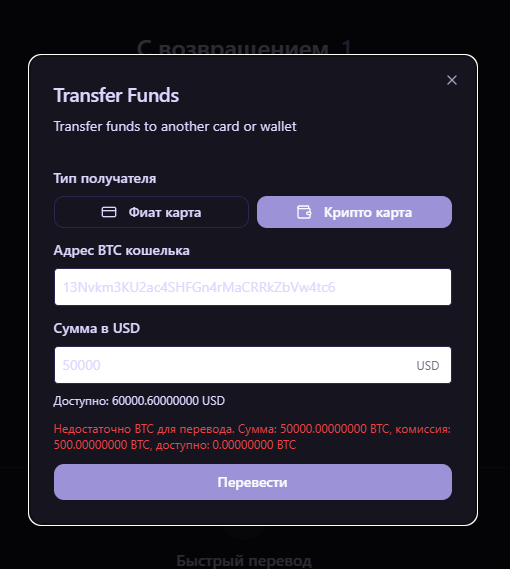 С возвращением, 1
Transfer Funds
Transfer funds to another card or wallet
Тип получателя
Фиат карта
Крипто карта
Адрес BTC кошелька
13Nvkm3KU2ac4SHFGn4rMaCRRkZbVw4tc6
Сумма в USD
50000 USD
Доступно: 60000.60000000 USD
Недостаточно BTC для перевода. Сумма: 50000.00000000 BTC, комиссия:
500.00000000 BTC, доступно: 0.00000000 BTC
Перевести
Быстрый перевод